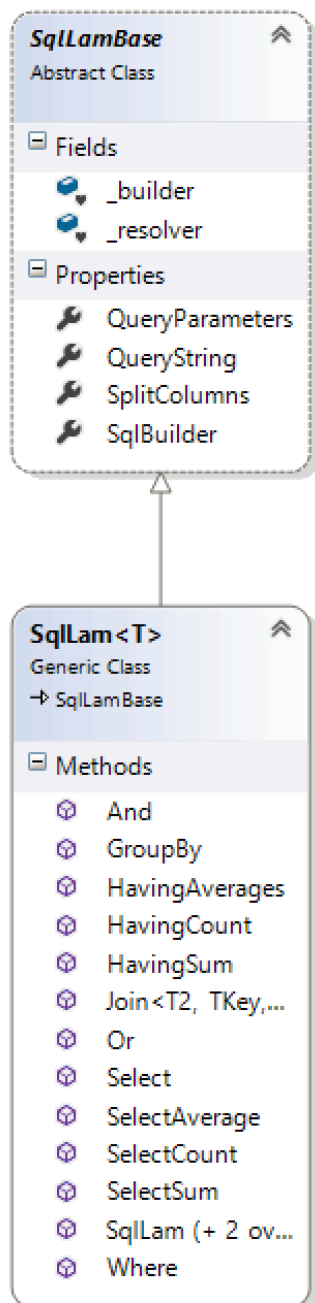 SqlLamBase
Abstract Class
Fields
_builder
_resolver
Properties
QueryParameters
QueryString
SplitColumns
SqlBuilder
SqlLam<T>
Generic Class
SqlLamBase
Methods
And
GroupBy
HavingAverages
HavingCount
HavingSum
Join<T2, TKey,...
Or
Select
SelectAverage
SelectCount
SelectSum
SqlLam (+ 2 ov...
Where